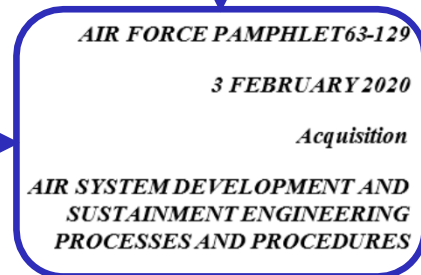 AIR FORCE PAMPHLET63-129
3 FEBRUARY 2020
Acquisition
AIR SYSTEM DEVELOPMENT AND
SUSTAINMENT ENGINEERING
PROCESSES AND PROCEDURES